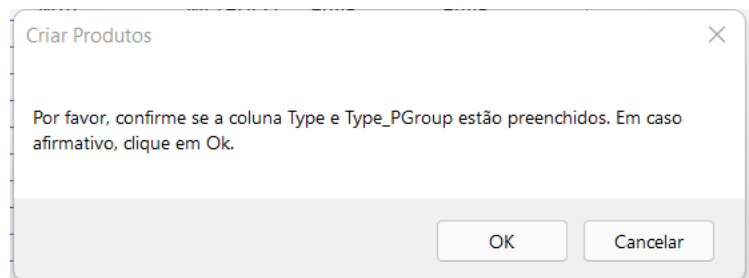 Criar Produtos
Por favor, confirme se a coluna Type e Type_PGroup estão preenchidos. Em caso
afirmativo, clique em Ok.
OK
Cancelar